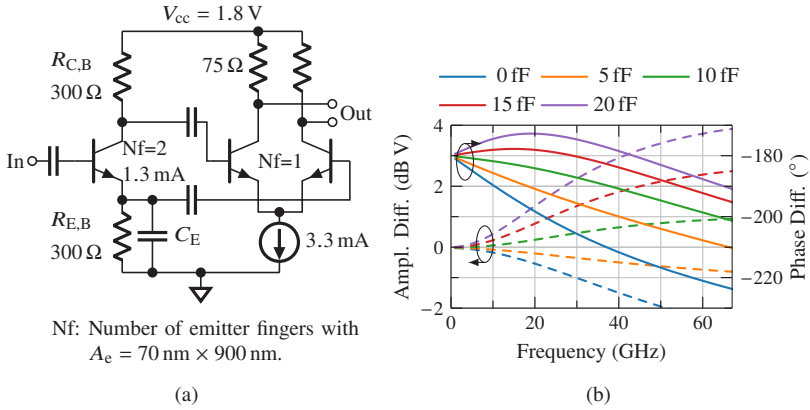 V_cc = 1.8 V
R_C,B
300 Ω
75 Ω
Out
In
Nf=2
1.3 mA
Nf=1
R_E,B
300 Ω
C_E
3.3 mA
Nf: Number of emitter fingers with
A_e = 70 nm × 900 nm.
(a)
0 fF 5 fF 10 fF
15 fF 20 fF
Ampl. Diff. (dB V)
4
2
0
−2
Phase Diff. (°)
−180
−190
−200
−210
−220
0 20 40 60
Frequency (GHz)
(b)